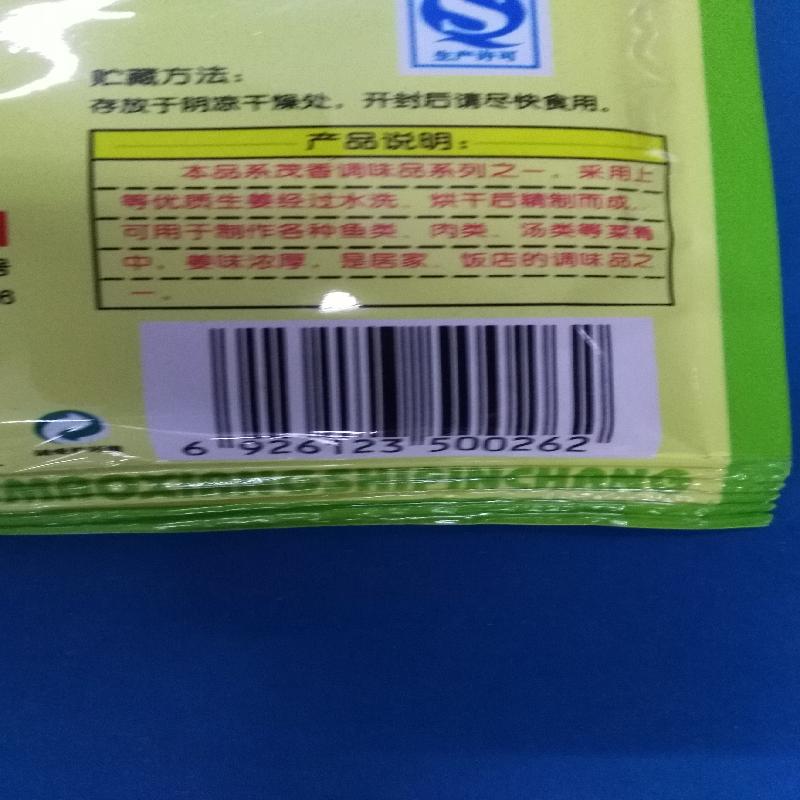 生产许可
贮藏方法：
存放于阴凉干燥处，开封后请尽快食用。
产品说明：
本品系茂香调味品系列之一，采用上
等优质生姜经过水洗、烘干后精制而成，
可用于制作各种鱼类、肉类、汤类等菜肴
中，姜味浓厚，是居家、饭店的调味品之
一。
6 926123 500262
MAOXIANGSHIPINCHANG